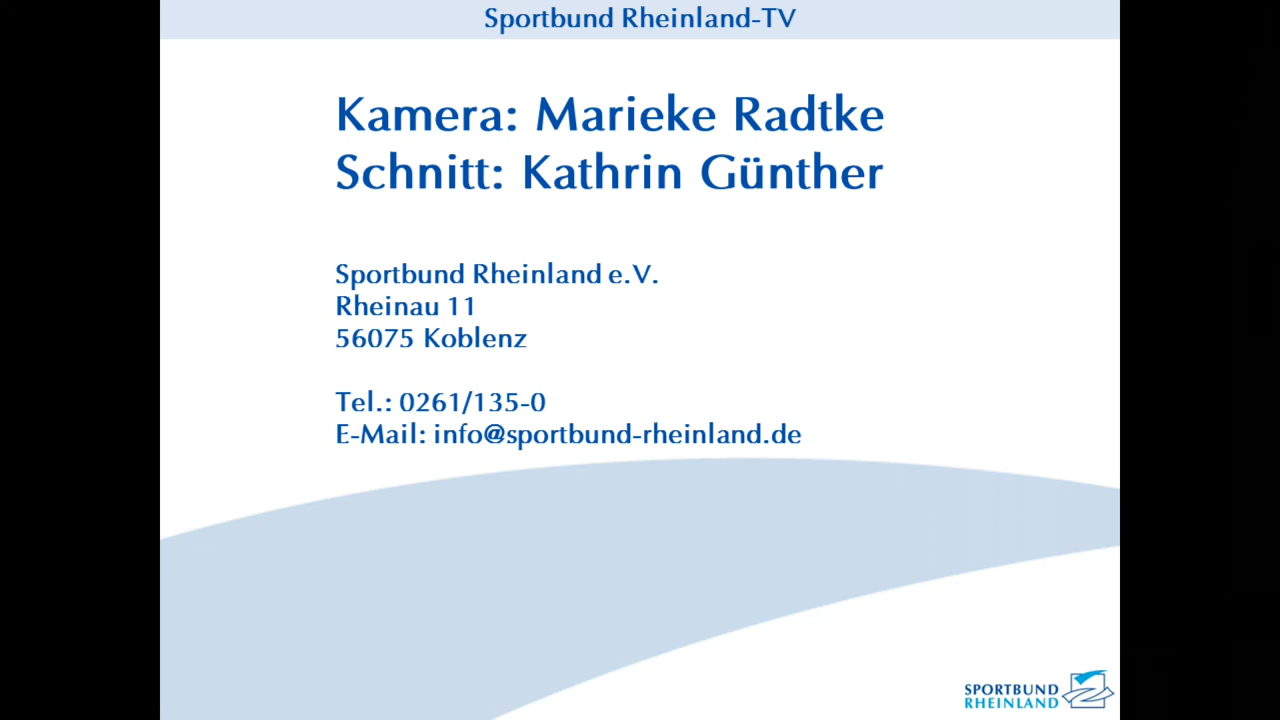 Sportbund Rheinland-TV
Kamera: Marieke Radtke
Schnitt: Kathrin Günther
Sportbund Rheinland e.V.
Rheinau 11
56075 Koblenz
Tel.: 0261/135-0
E-Mail: info@sportbund-rheinland.de
SPORTBUND
RHEINLAND